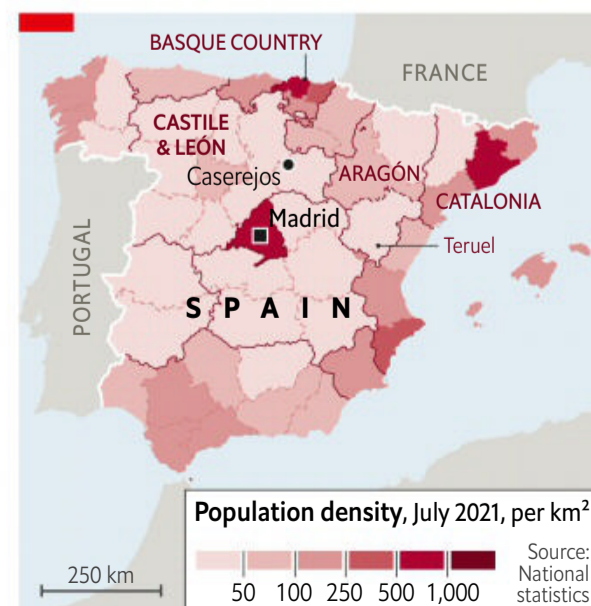 BASQUE COUNTRY
FRANCE
CASTILE
& LEÓN
Caserejos
ARAGÓN
CATALONIA
Madrid
Teruel
PORTUGAL
SPAIN
Population density, July 2021, per km²
250 km
50 100 250 500 1,000
Source:
National
statistics